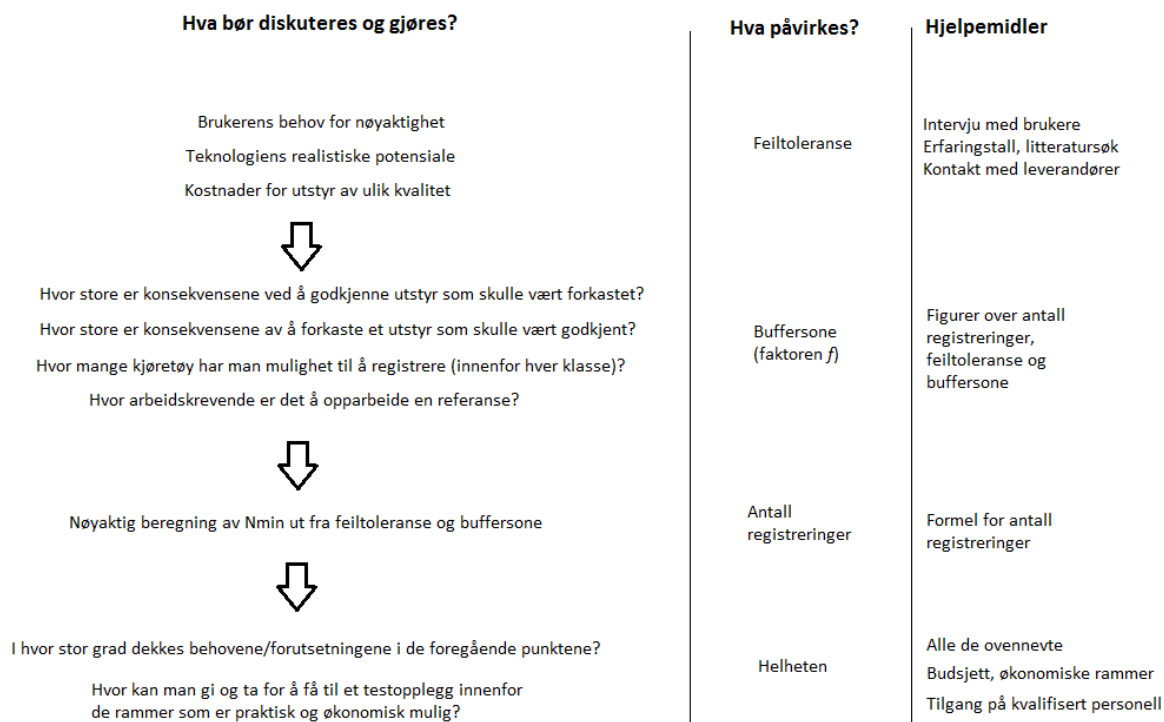 Hva bør diskuteres og gjøres?
Hva påvirkes?
Hjelpemidler
Brukerens behov for nøyaktighet
Teknologiens realistiske potensiale
Kostnader for utstyr av ulik kvalitet
Feiltoleranse
Intervju med brukere
Erfaringstall, litteratursøk
Kontakt med leverandører
Hvor store er konsekvensene ved å godkjenne utstyr som skulle vært forkastet?
Hvor store er konsekvensene av å forkaste et utstyr som skulle vært godkjent?
Hvor mange kjøretøy har man mulighet til å registrere (innenfor hver klasse)?
Hvor arbeidskrevende er det å opparbeide en referanse?
Buffersone
(faktoren f)
Figurer over antall
registreringer,
feiltoleranse og
buffersone
Nøyaktig beregning av Nmin ut fra feiltoleranse og buffersone
Antall
registreringer
Formel for antall
registreringer
I hvor stor grad dekkes behovene/forutsetningene i de foregående punktene?
Hvor kan man gi og ta for å få til et testopplegg innenfor
de rammer som er praktisk og økonomisk mulig?
Helheten
Alle de ovennevte
Budsjett, økonomiske rammer
Tilgang på kvalifisert personell